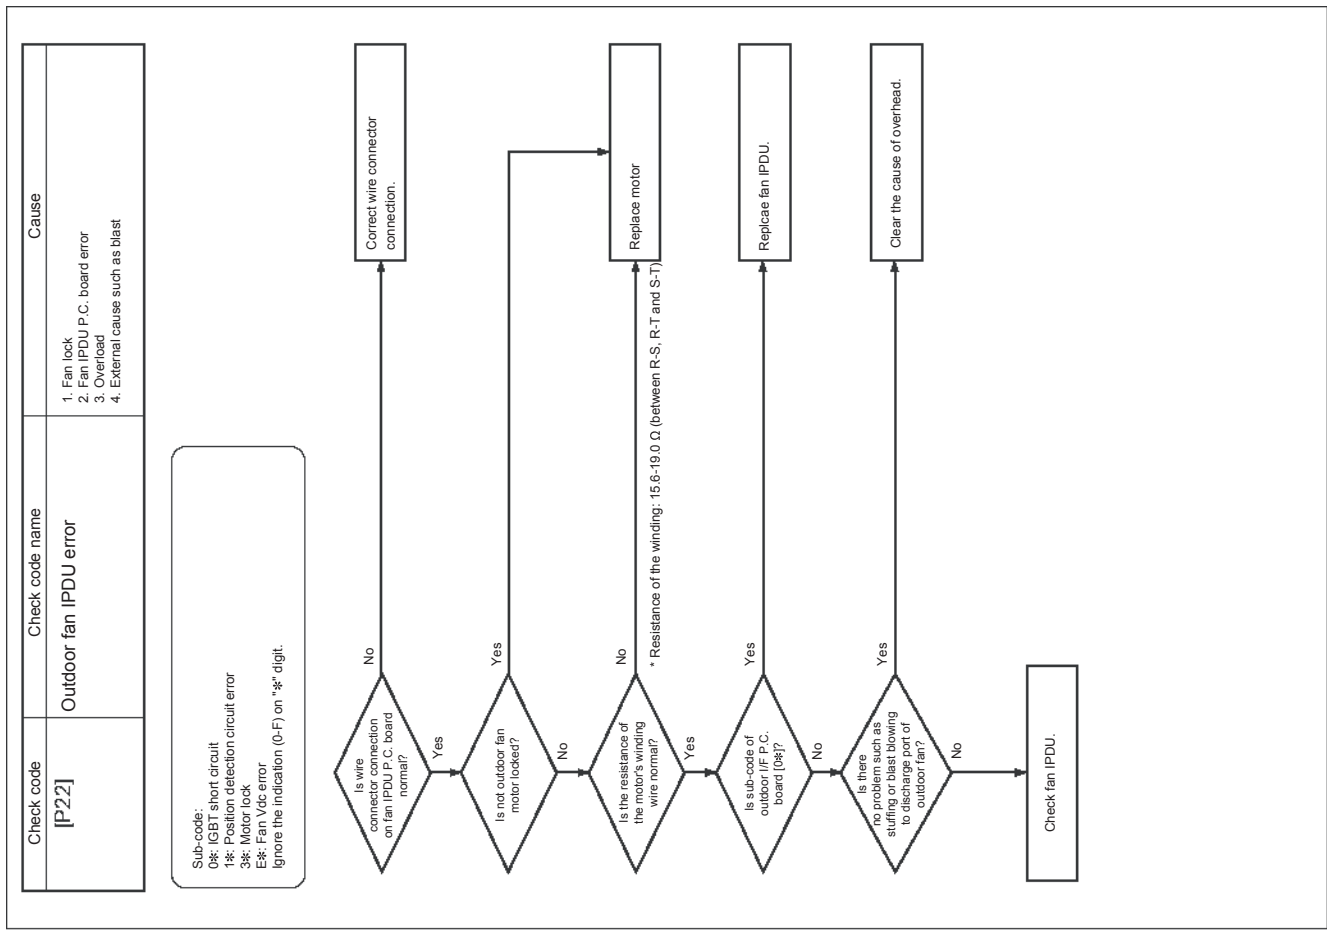 Check code
Check code name
Cause
[P22]
Outdoor fan IPDU error
1. Fan lock
2. Fan IPDU P.C. board error
3. Overload
4. External cause such as blast
Sub-code:
0✻: IGBT short circuit
1✻: Position detection circuit error
3✻: Motor lock
E✻: Fan Vdc error
Ignore the indication (0-F) on "✻" digit.
Is wire
connector connection
on fan IPDU P.C. board
normal?
No
Correct wire connector
connection.
Yes
Is not outdoor fan
motor locked?
Yes
No
Is the resistance of
the motor's winding
wire normal?
No
Replace motor
* Resistance of the winding: 15.6-19.0 Ω (between R-S, R-T and S-T)
Yes
Is sub-code of
outdoor I/F P.C.
board [0✻]?
Yes
Replcae fan IPDU.
No
Is there
no problem such as
stuffing or blast blowing
to discharge port of
outdoor fan?
Yes
Clear the cause of overhead.
No
Check fan IPDU.